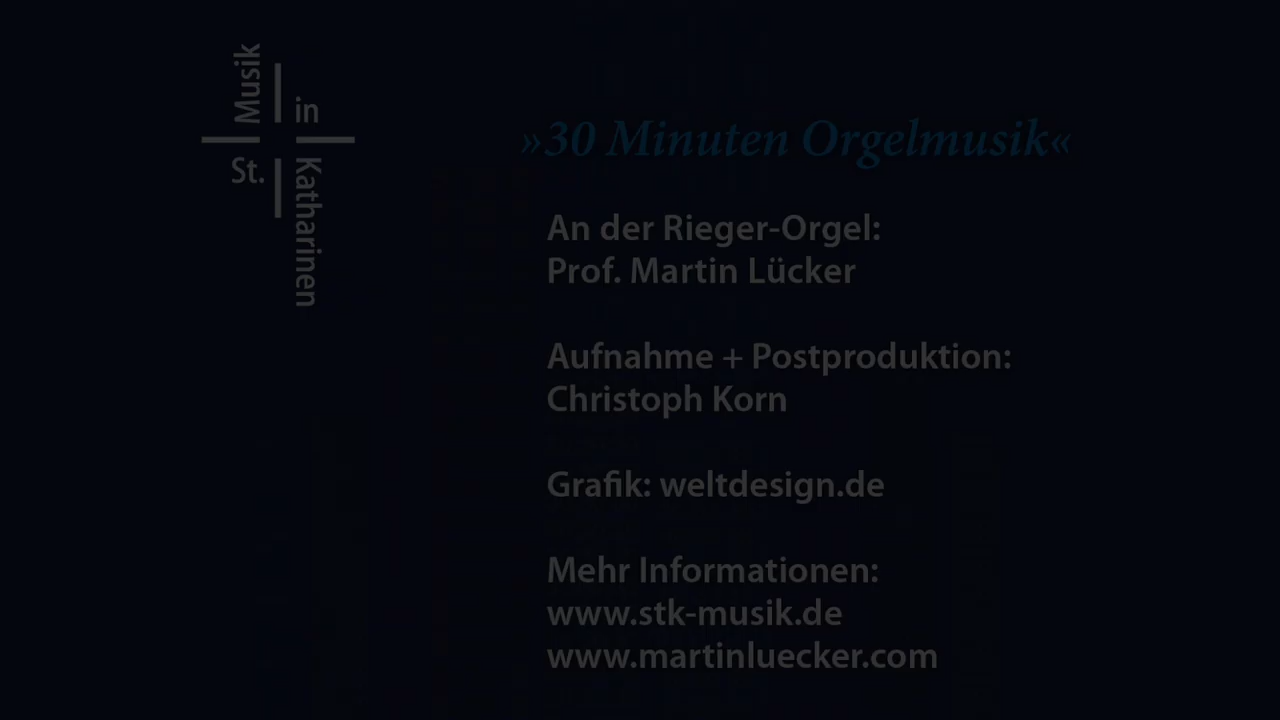 Musik in
St. Katharinen
»30 Minuten Orgelmusik«
An der Rieger-Orgel:
Prof. Martin Lücker
Aufnahme + Postproduktion:
Christoph Korn
Grafik: weltdesign.de
Mehr Informationen:
www.stk-musik.de
www.martinluecker.com